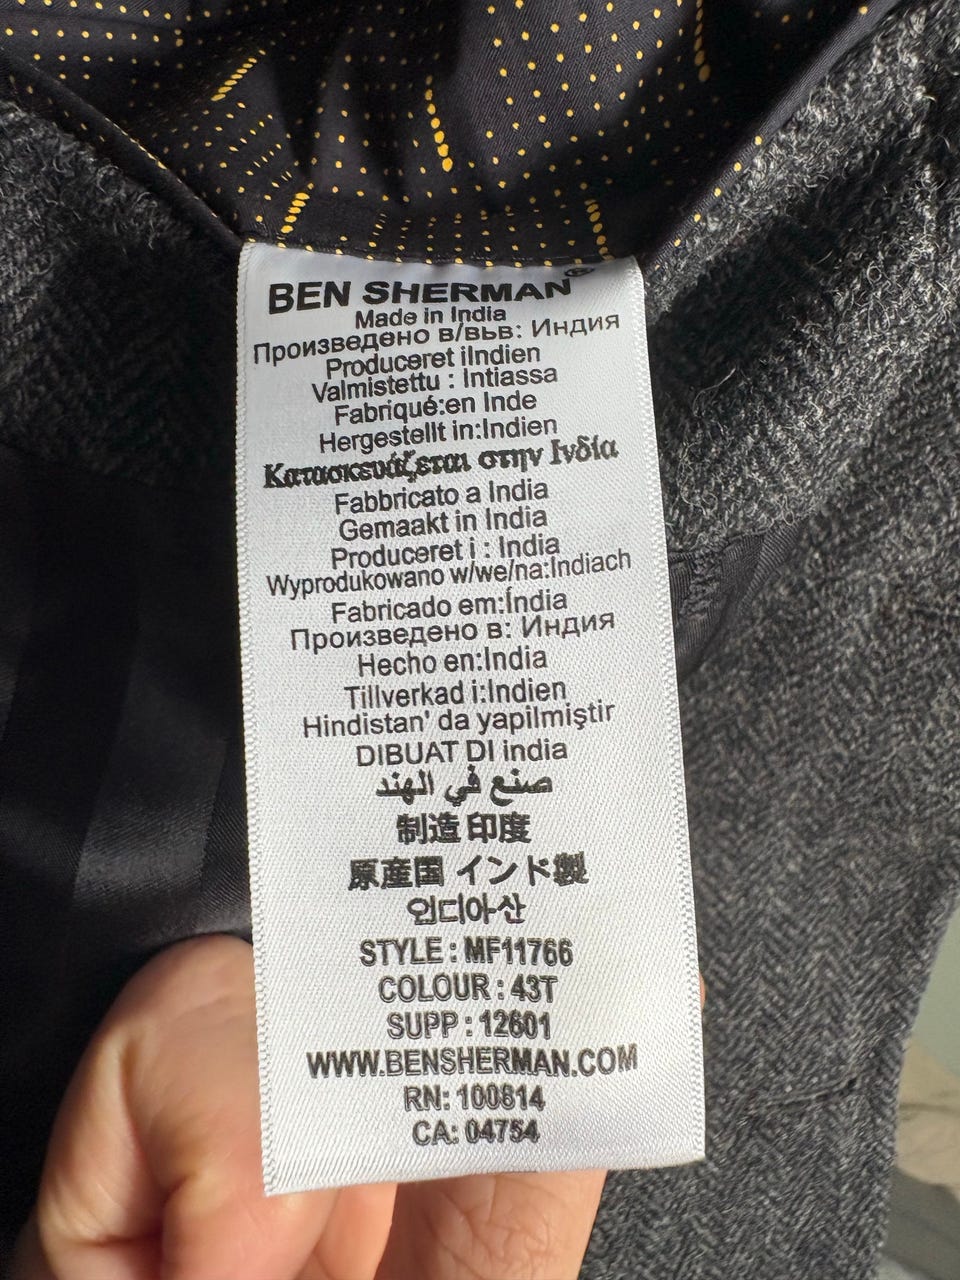 BEN SHERMAN®
Made in India
Произведено в/вьв: Индия
Produceret iIndien
Valmistettu : Intiassa
Fabriqué:en Inde
Hergestellt in:Indien
Κατασκευάζεται στην Ινδία
Fabbricato a India
Gemaakt in India
Produceret i : India
Wyprodukowano w/we/na:Indiach
Fabricado em:Índia
Произведено в: Индия
Hecho en:India
Tillverkad i:Indien
Hindistan' da yapilmiştir
DIBUAT DI india
صنع في الهند
制造 印度
原産国 インド製
인디아산
STYLE : MF11766
COLOUR : 43T
SUPP : 12601
WWW.BENSHERMAN.COM
RN: 100814
CA: 04754